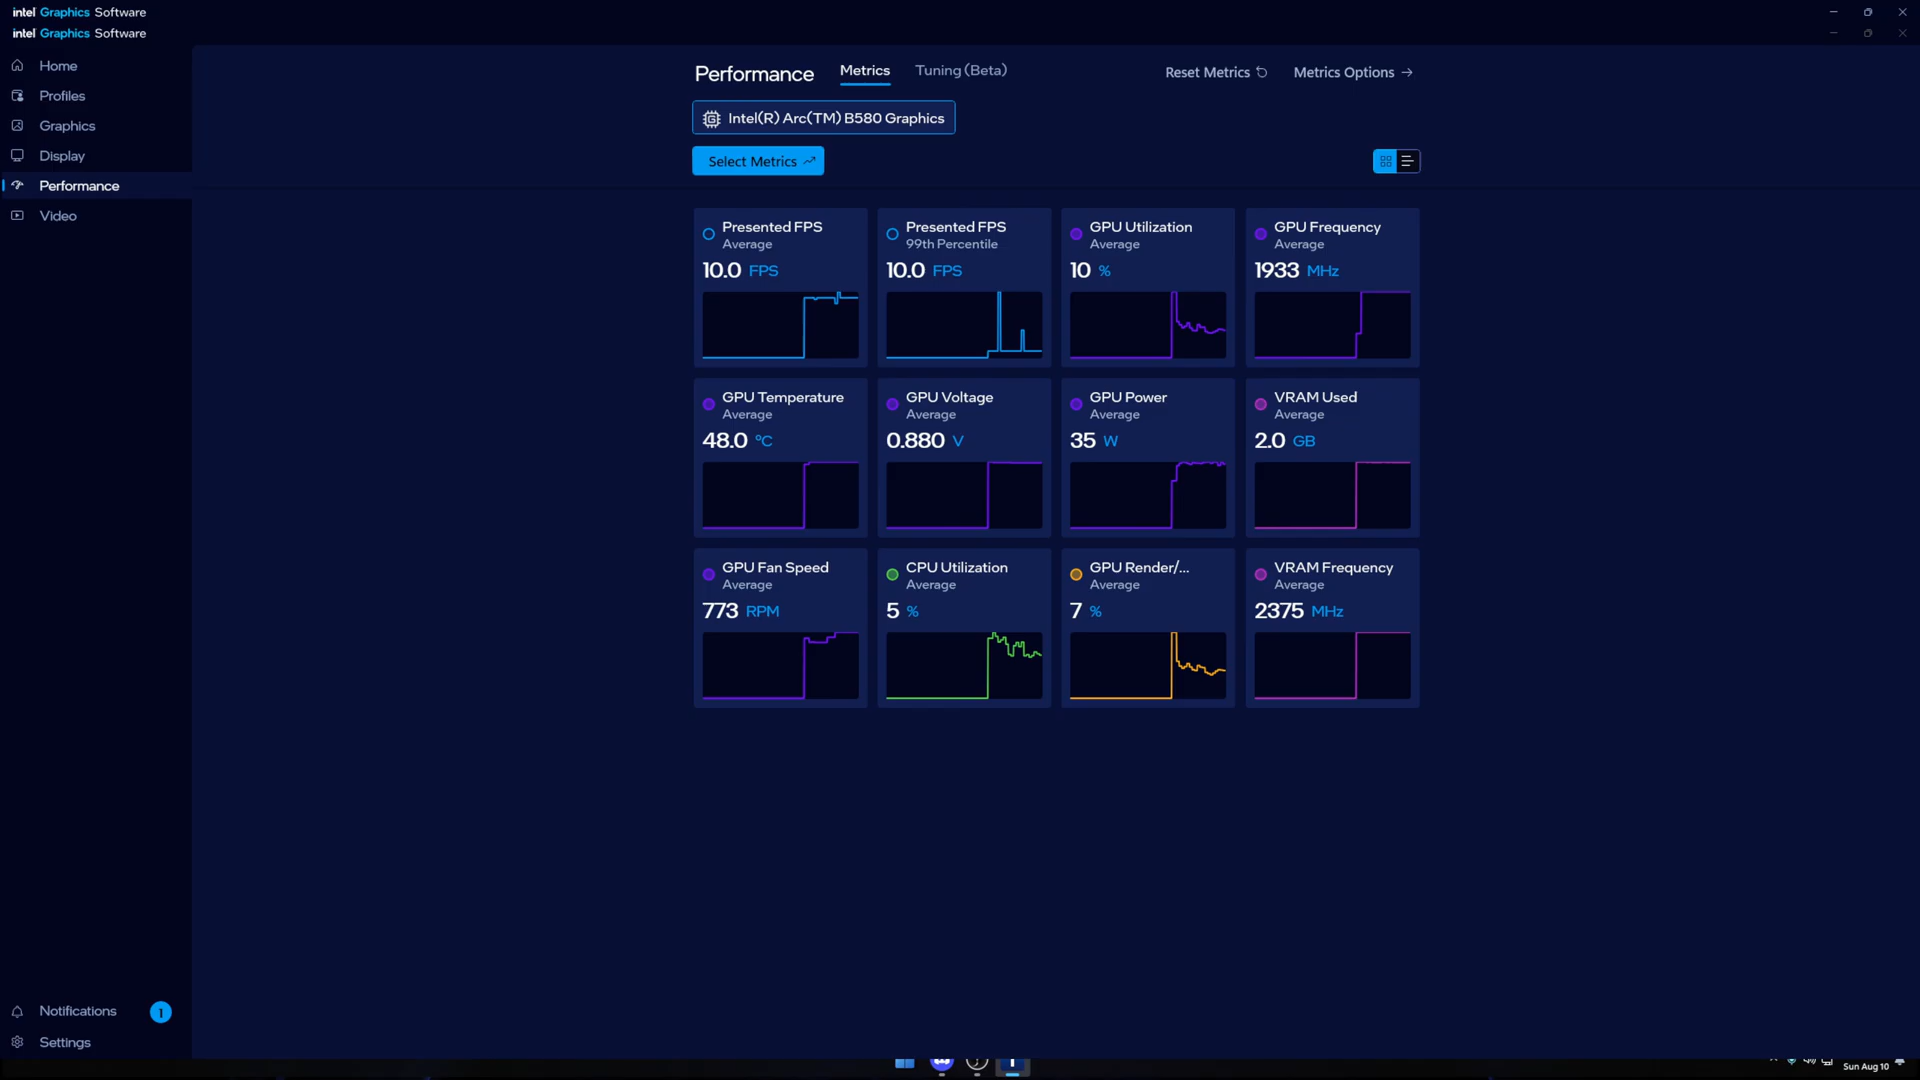 intel Graphics Software
intel Graphics Software
Home
Profiles
Graphics
Display
Performance
Video
Notifications 1
Settings
Performance Metrics Tuning (Beta) Reset Metrics Metrics Options
Intel(R) Arc(TM) B580 Graphics
Select Metrics
Presented FPS
Average
10.0 FPS
Presented FPS
99th Percentile
10.0 FPS
GPU Utilization
Average
10 %
GPU Frequency
Average
1933 MHz
GPU Temperature
Average
48.0 °C
GPU Voltage
Average
0.880 V
GPU Power
Average
35 W
VRAM Used
Average
2.0 GB
GPU Fan Speed
Average
773 RPM
CPU Utilization
Average
5 %
GPU Render/...
Average
7 %
VRAM Frequency
Average
2375 MHz
Sun Aug 10